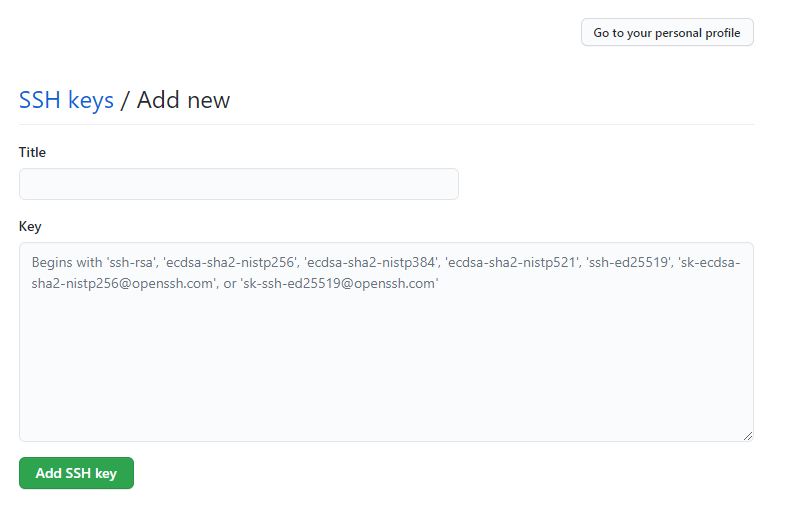 Go to your personal profile
SSH keys / Add new
Title
Key
Begins with 'ssh-rsa', 'ecdsa-sha2-nistp256', 'ecdsa-sha2-nistp384', 'ecdsa-sha2-nistp521', 'ssh-ed25519', 'sk-ecdsa-
sha2-nistp256@openssh.com', or 'sk-ssh-ed25519@openssh.com'
Add SSH key